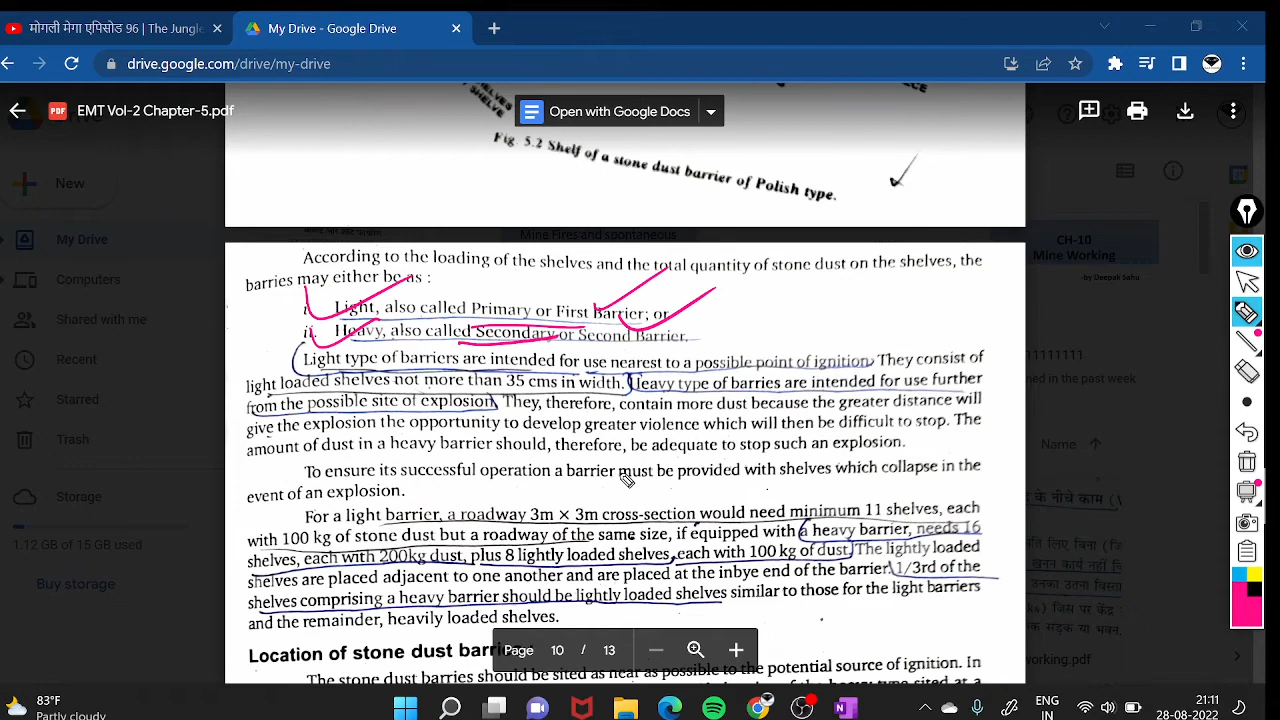 मोगली मेगा एपिसोड 96 | The Jungle
My Drive - Google Drive
drive.google.com/drive/my-drive
EMT Vol-2 Chapter-5.pdf
Open with Google Docs
SHELVE
Fig. 5.2 Shelf of a stone dust barrier of Polish type.
New
My Drive
Computers
Shared with me
Recent
Starred
Trash
Storage
1.12 GB of 15 GB used
Buy storage
Mine Fires and spontaneous
CH-10
Mine Working
-by Deepak Sahu
According to the loading of the shelves and the total quantity of stone dust on the shelves, the
barries may either be as :
i. Light, also called Primary or First Barrier; or
ii. Heavy, also called Secondary or Second Barrier.
Light type of barriers are intended for use nearest to a possible point of ignition. They consist of
light loaded shelves not more than 35 cms in width. Heavy type of barries are intended for use further
from the possible site of explosion. They, therefore, contain more dust because the greater distance will
give the explosion the opportunity to develop greater violence which will then be difficult to stop. The
amount of dust in a heavy barrier should, therefore, be adequate to stop such an explosion.
To ensure its successful operation a barrier must be provided with shelves which collapse in the
event of an explosion.
For a light barrier, a roadway 3m × 3m cross-section would need minimum 11 shelves, each
with 100 kg of stone dust but a roadway of the same size, if equipped with a heavy barrier, needs 16
shelves, each with 200kg dust, plus 8 lightly loaded shelves, each with 100 kg of dust. The lightly loaded
shelves are placed adjacent to one another and are placed at the inbye end of the barrier. 1/3rd of the
shelves comprising a heavy barrier should be lightly loaded shelves similar to those for the light barriers
and the remainder, heavily loaded shelves.
Location of stone dust barri
The stone dust barriers should be sited as near as possible to the potential source of ignition. In
Page 10 / 13
ned in the past week
Name
orking.pdf
83°F
Partly cloudy
ENG
IN
21:11
28-08-2022